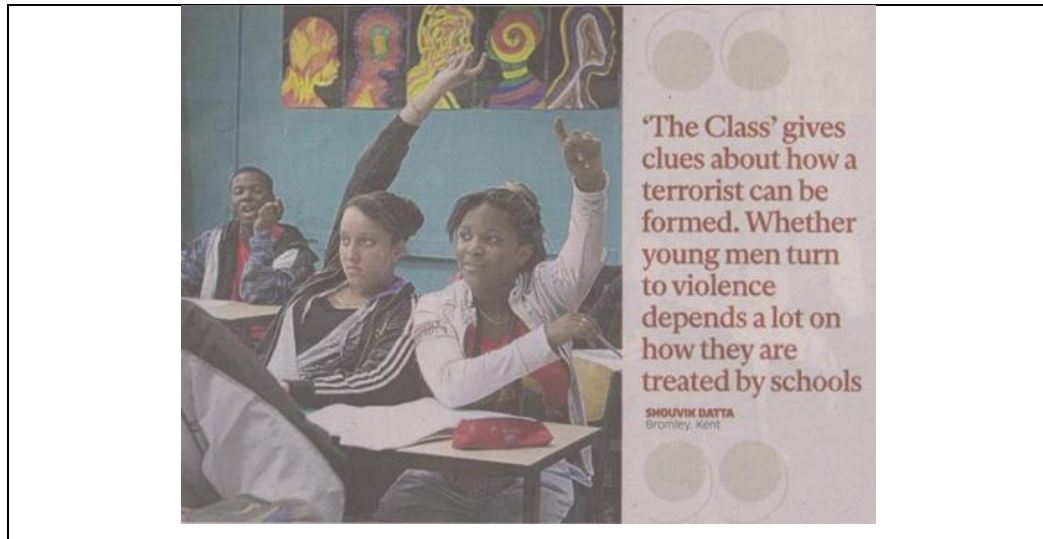 ‘The Class’ gives
clues about how a
terrorist can be
formed. Whether
young men turn
to violence
depends a lot on
how they are
treated by schools
SHOUVIK DATTA
Bromley, Kent